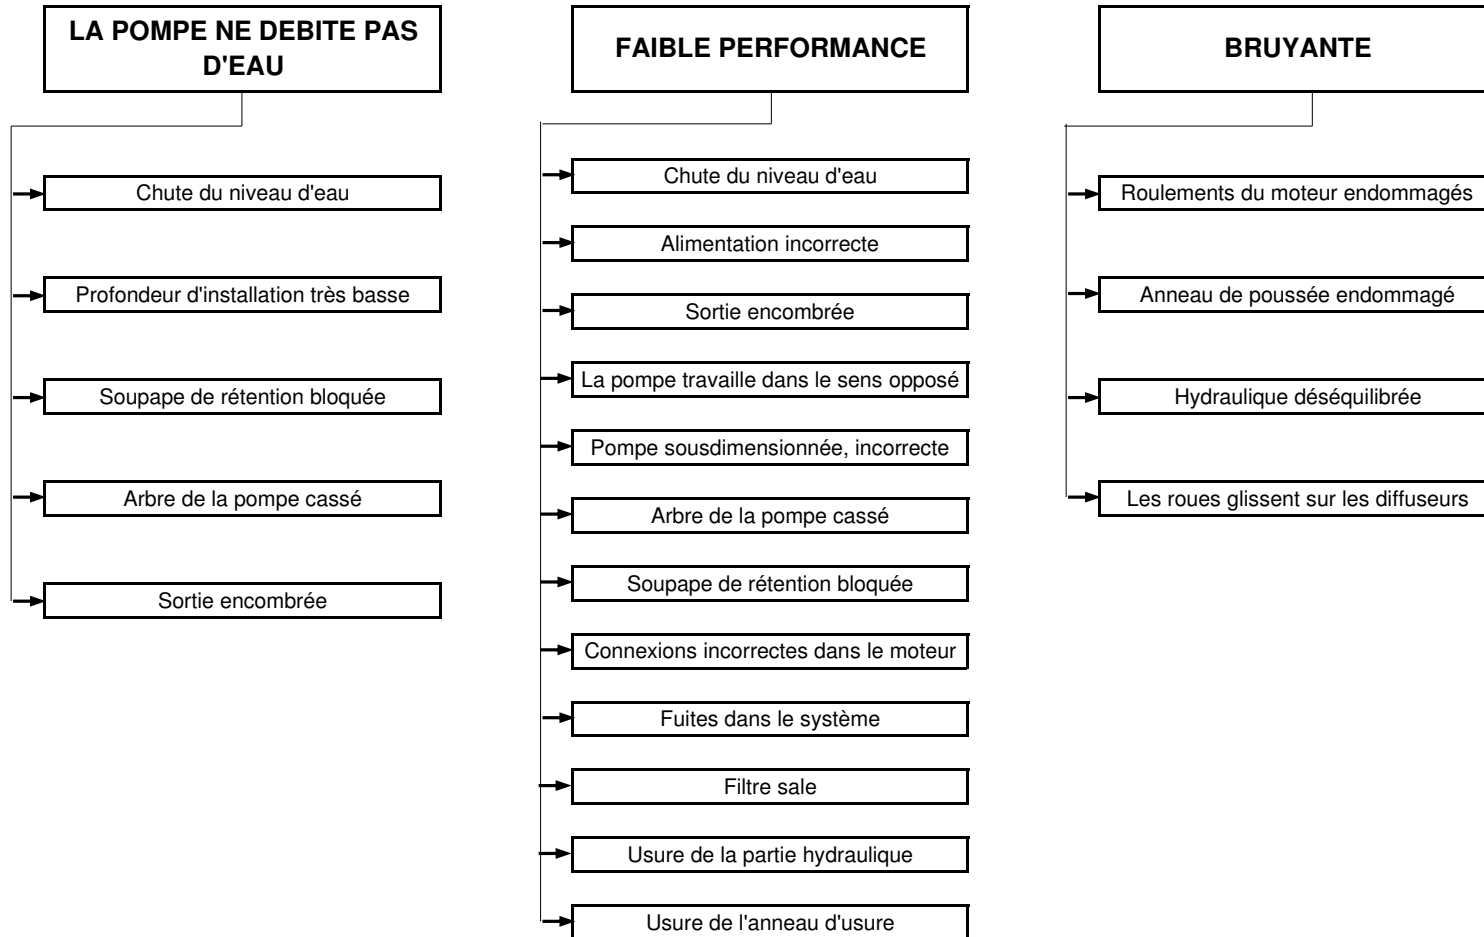 LA POMPE NE DEBITE PAS
D'EAU
Chute du niveau d'eau
Profondeur d'installation très basse
Soupape de rétention bloquée
Arbre de la pompe cassé
Sortie encombrée
FAIBLE PERFORMANCE
Chute du niveau d'eau
Alimentation incorrecte
Sortie encombrée
La pompe travaille dans le sens opposé
Pompe sousdimensionnée, incorrecte
Arbre de la pompe cassé
Soupape de rétention bloquée
Connexions incorrectes dans le moteur
Fuites dans le système
Filtre sale
Usure de la partie hydraulique
Usure de l'anneau d'usure
BRUYANTE
Roulements du moteur endommagés
Anneau de poussée endommagé
Hydraulique déséquilibrée
Les roues glissent sur les diffuseurs